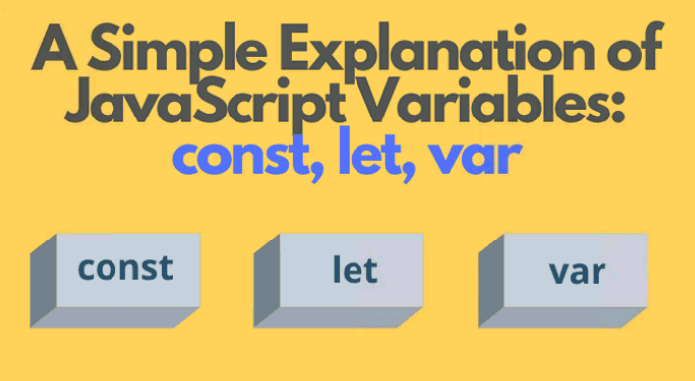 A Simple Explanation of
JavaScript Variables:
const, let, var
const
let
var